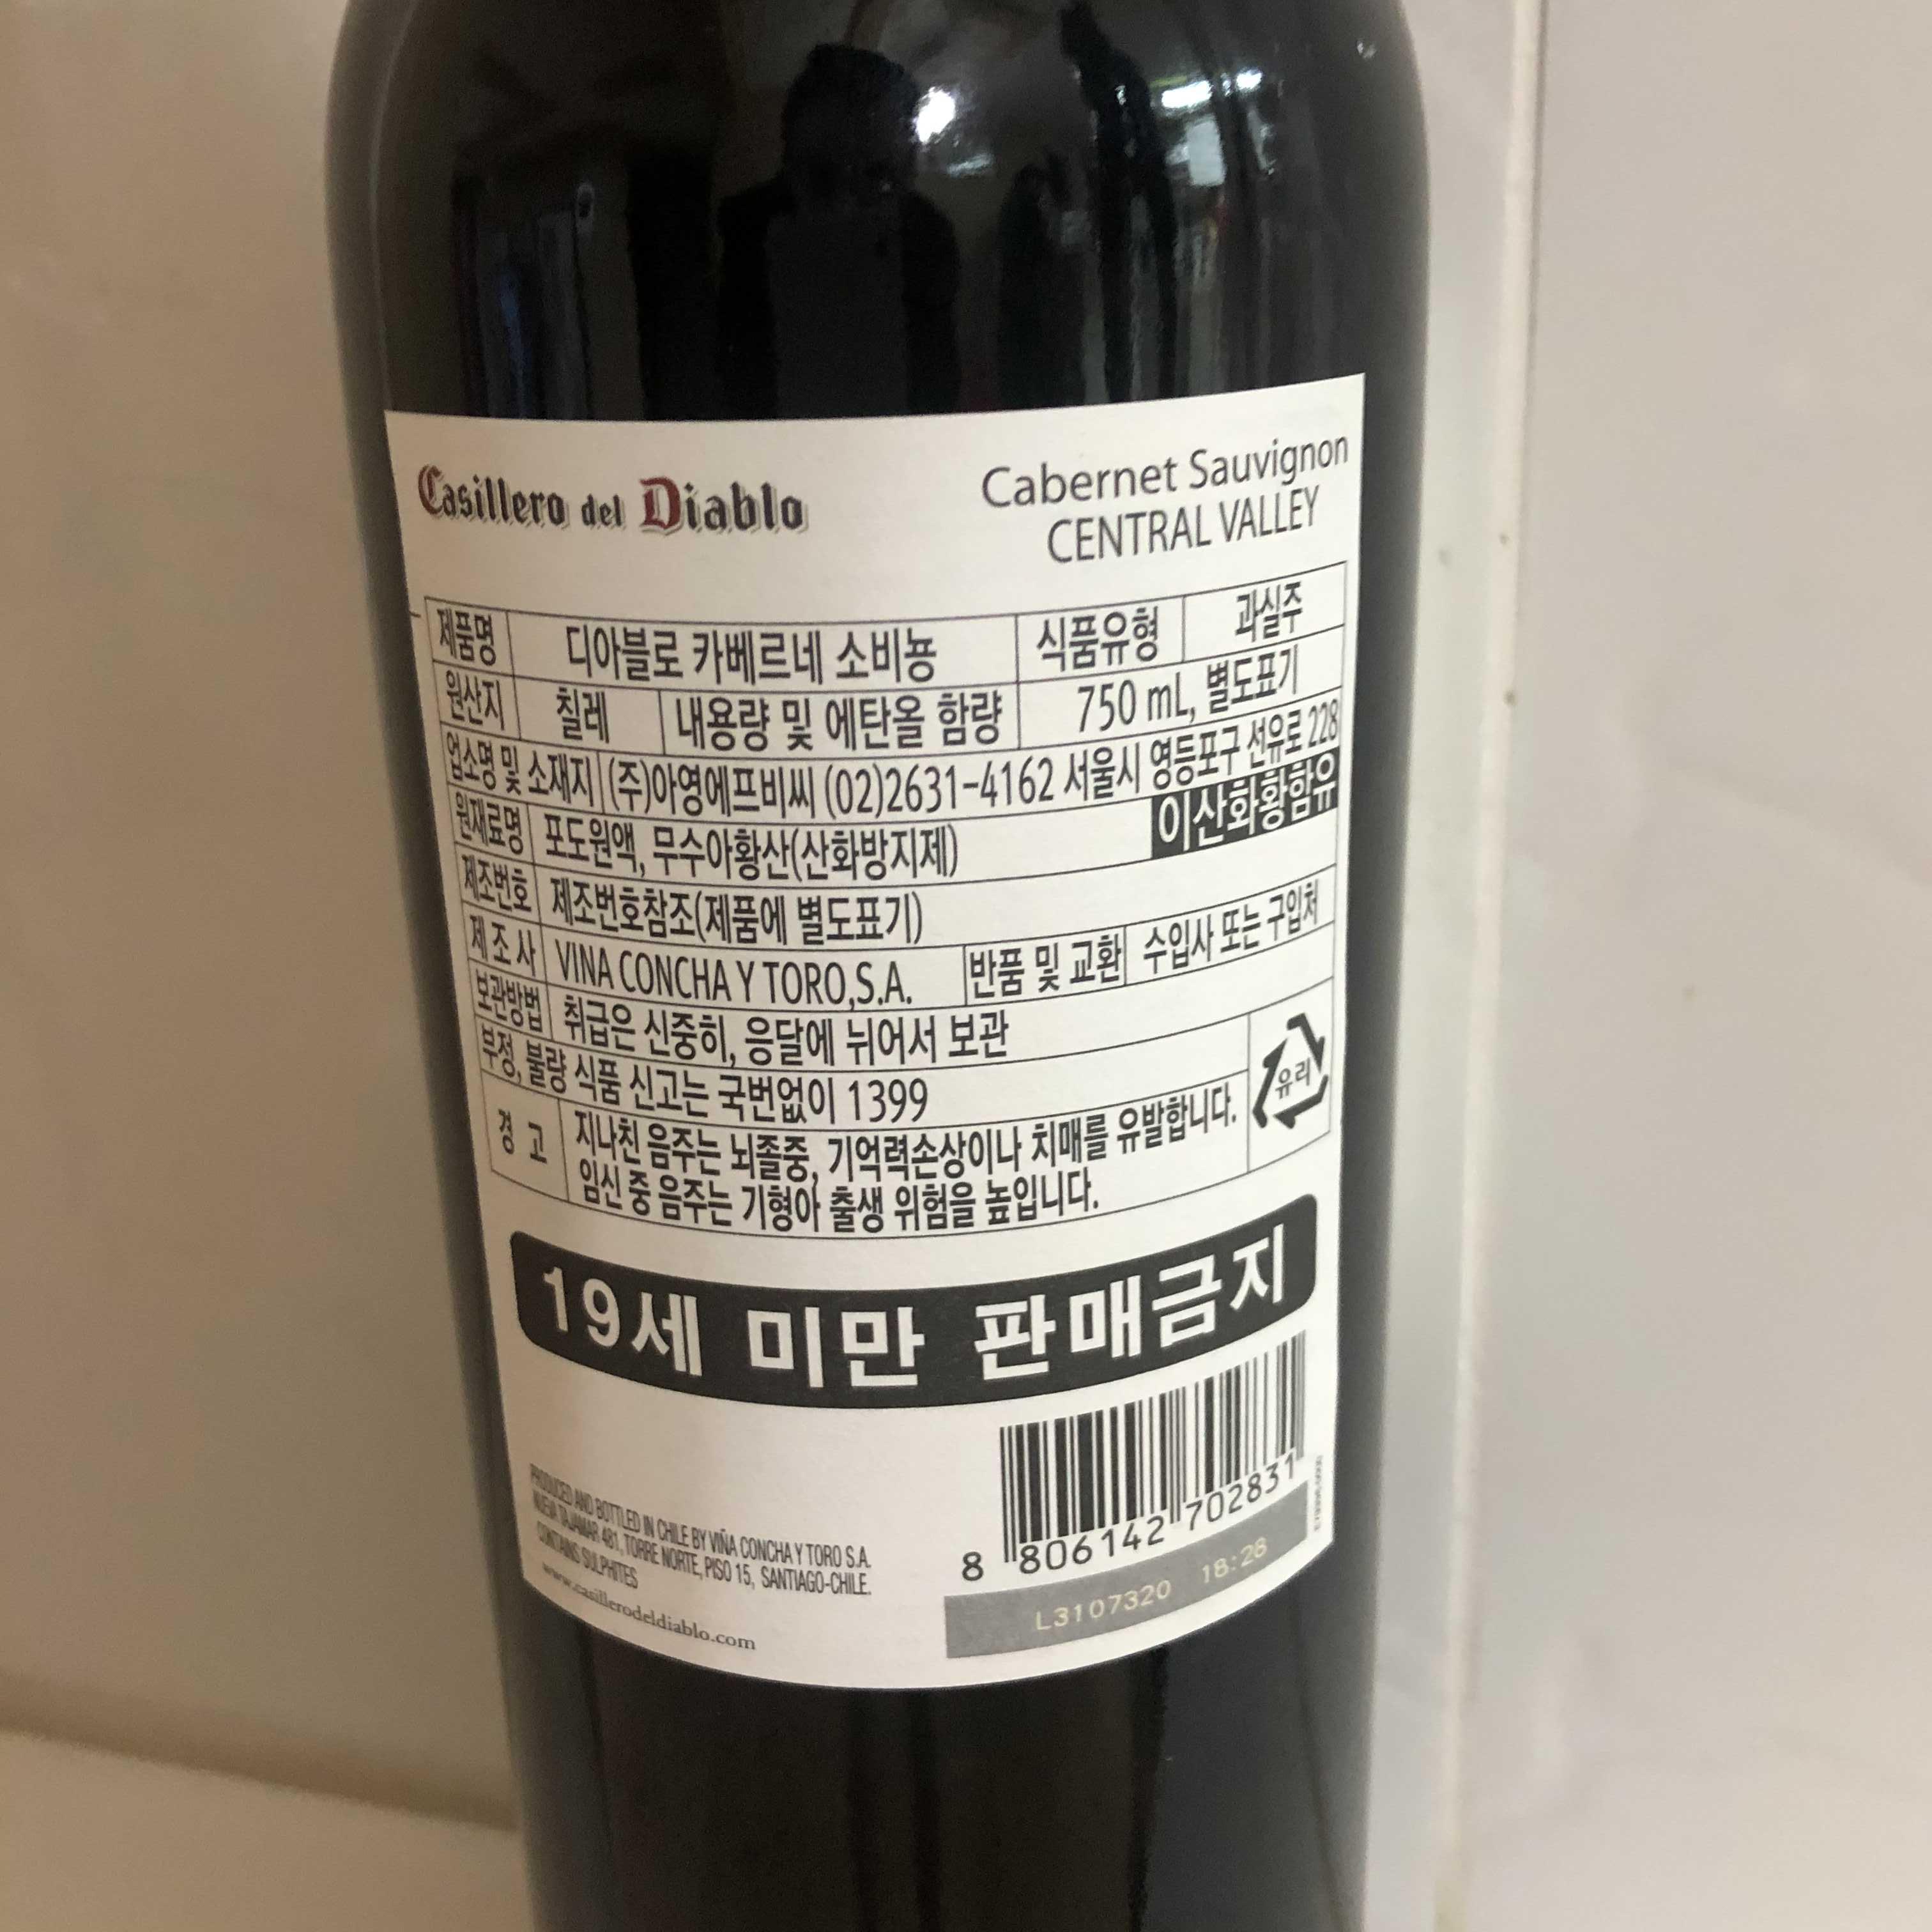 Casillero del Diablo
Cabernet Sauvignon
CENTRAL VALLEY
제품명 디아블로 카베르네 소비뇽 식품유형 과실주
원산지 칠레 내용량 및 에탄올 함량 750 mL, 별도표기
업소명 및 소재지 (주)아영에프비씨 (02)2631-4162 서울시 영등포구 선유로 228
원재료명 포도원액, 무수아황산(산화방지제) 이산화황함유
제조번호 제조번호참조(제품에 별도표기)
제조사 VINA CONCHA Y TORO,S.A. 반품 및 교환 수입사 또는 구입처
보관방법 취급은 신중히, 응달에 뉘어서 보관
부정, 불량 식품 신고는 국번없이 1399
유리
경고 지나친 음주는 뇌졸중, 기억력손상이나 치매를 유발합니다.
임신 중 음주는 기형아 출생 위험을 높입니다.
19세 미만 판매금지
PRODUCED AND BOTTLED IN CHILE BY VIÑA CONCHA Y TORO S.A.
NUEVA TAJAMAR 481, TORRE NORTE, PISO 15, SANTIAGO-CHILE.
CONTAINS SULPHITES
www.casillerodeldiablo.com
8 806142 702831
L3107320 18:28